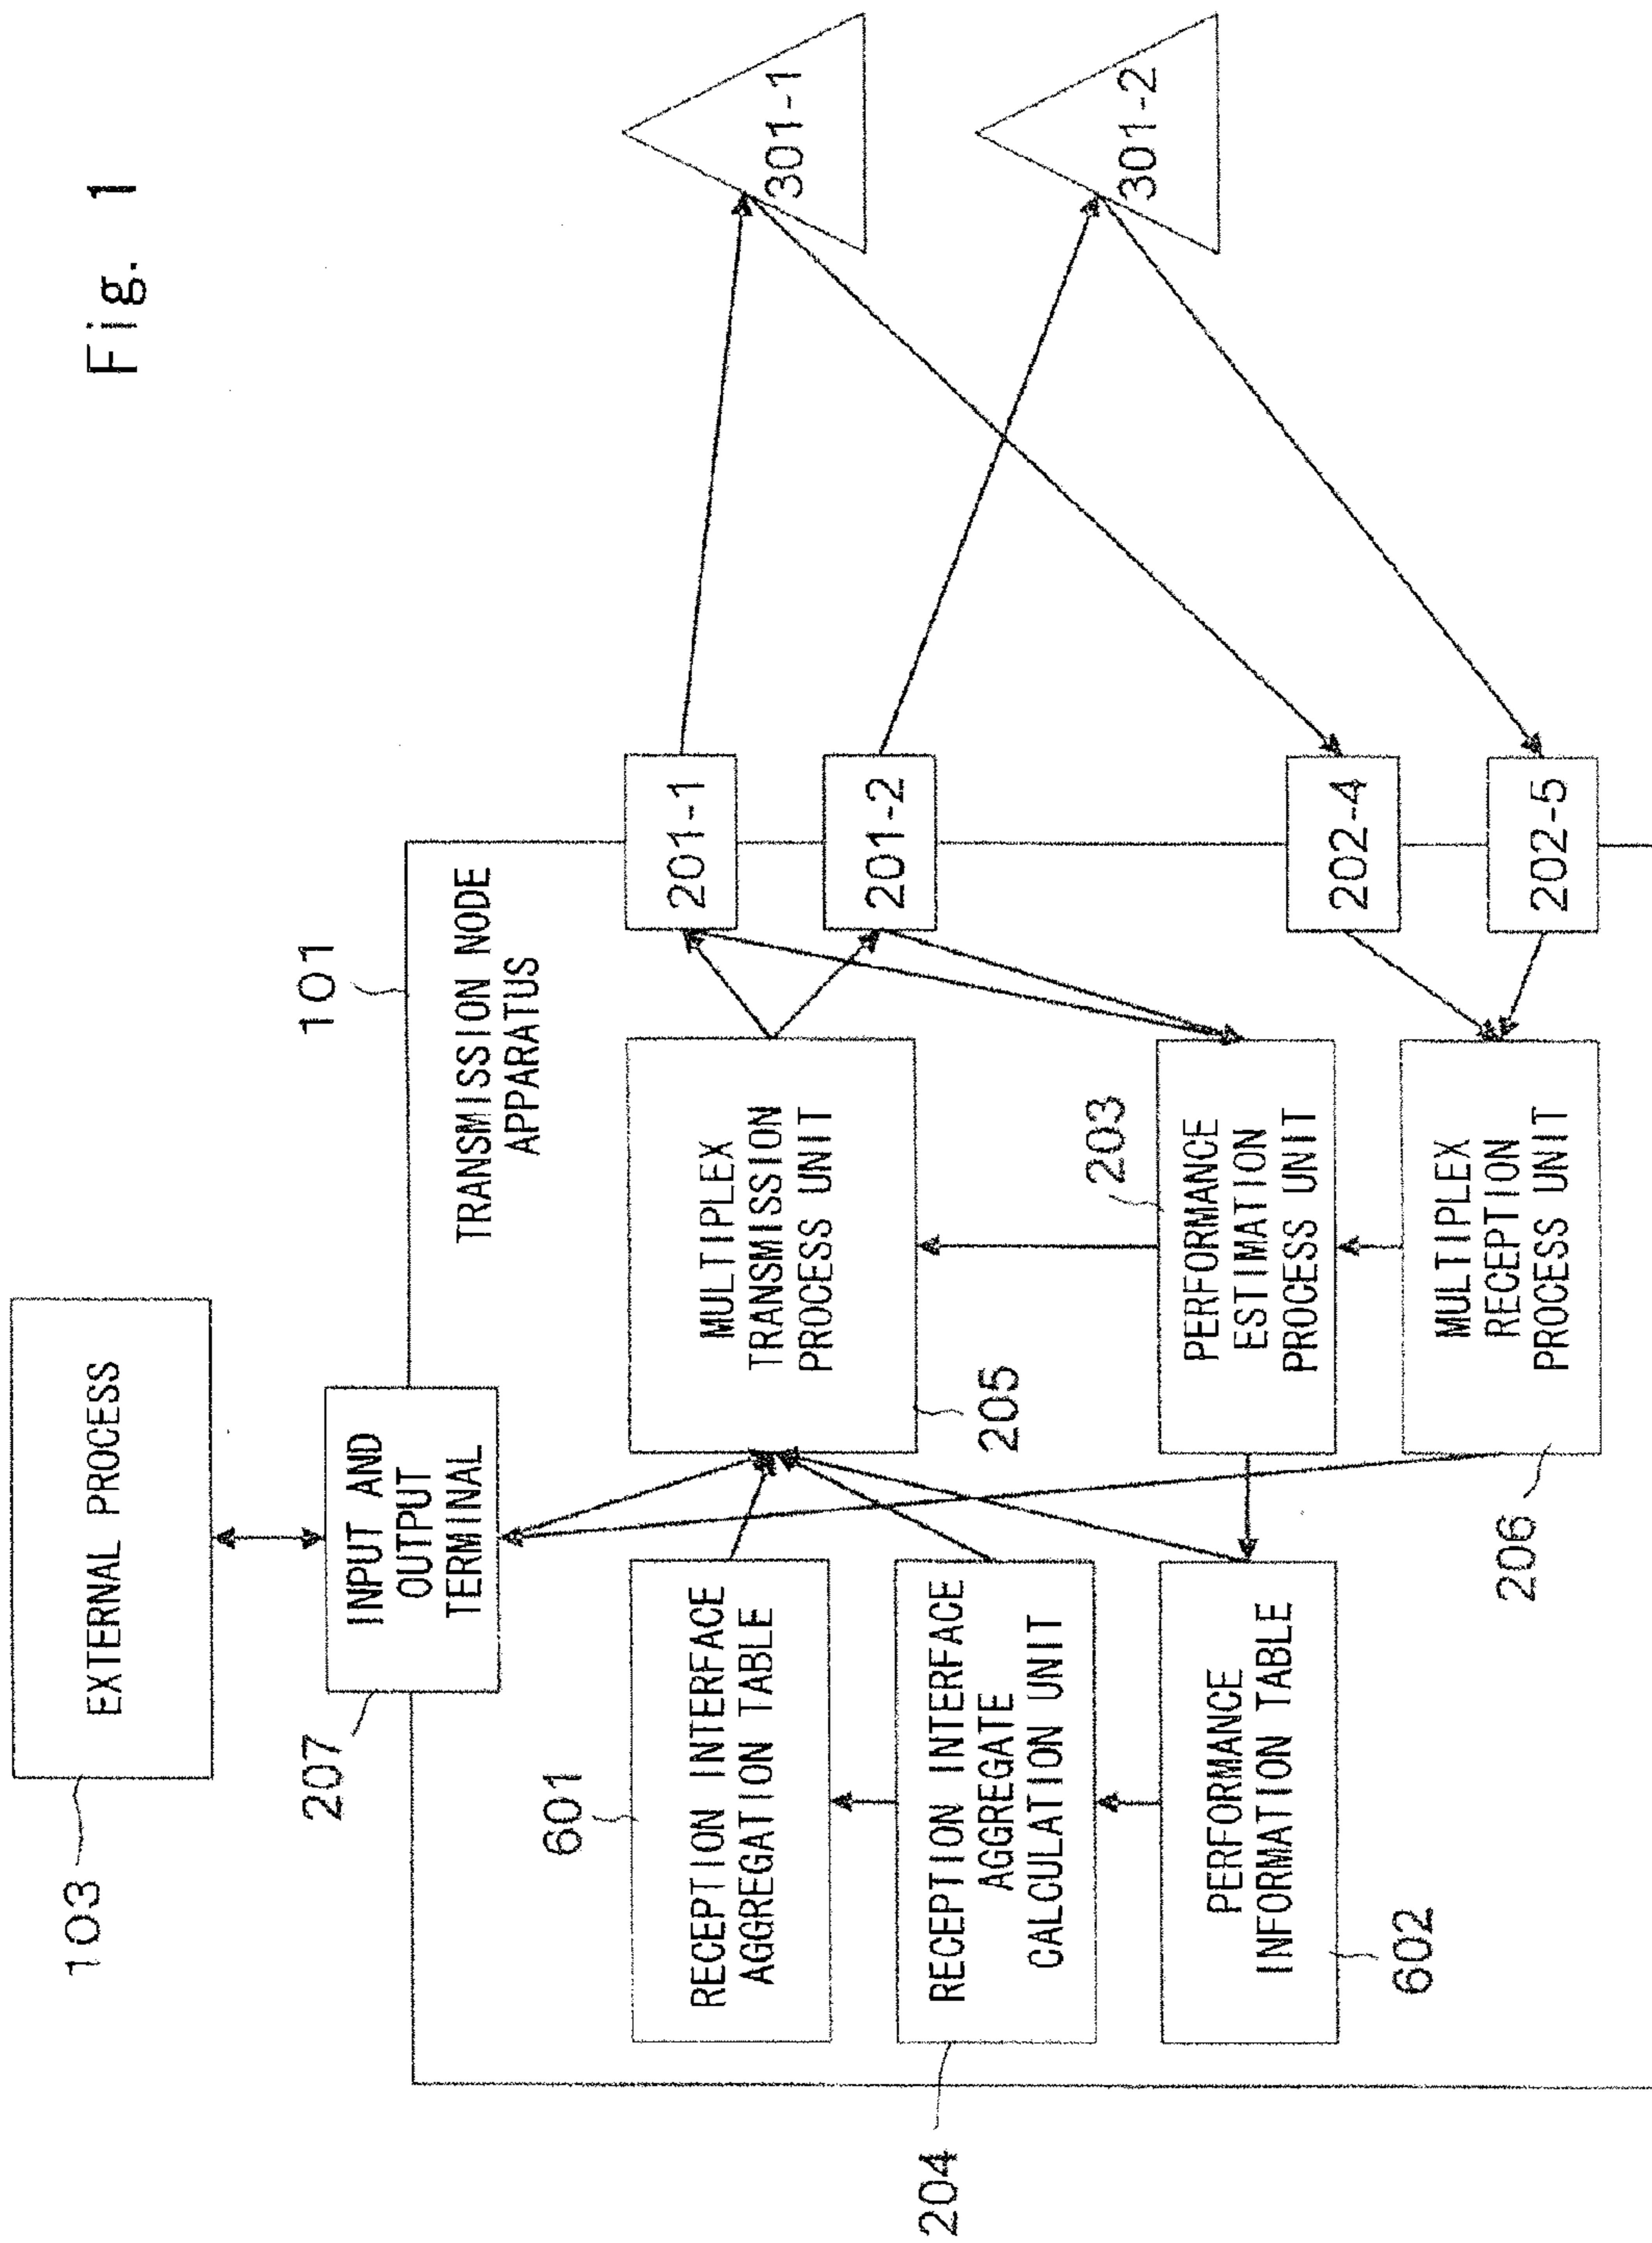 Fig. 1
103
EXTERNAL PROCESS
207
INPUT AND
OUTPUT
TERMINAL
101
TRANSMISSION NODE
APPARATUS
601
RECEPTION INTERFACE
AGGREGATION TABLE
205
MULTIPLEX
TRANSMISSION
PROCESS UNIT
201-1
301-1
204
RECEPTION INTERFACE
AGGREGATE
CALCULATION UNIT
201-2
301-2
602
PERFORMANCE
INFORMATION TABLE
203
PERFORMANCE
ESTIMATION
PROCESS UNIT
202-4
206
MULTIPLEX
RECEPTION
PROCESS UNIT
202-5